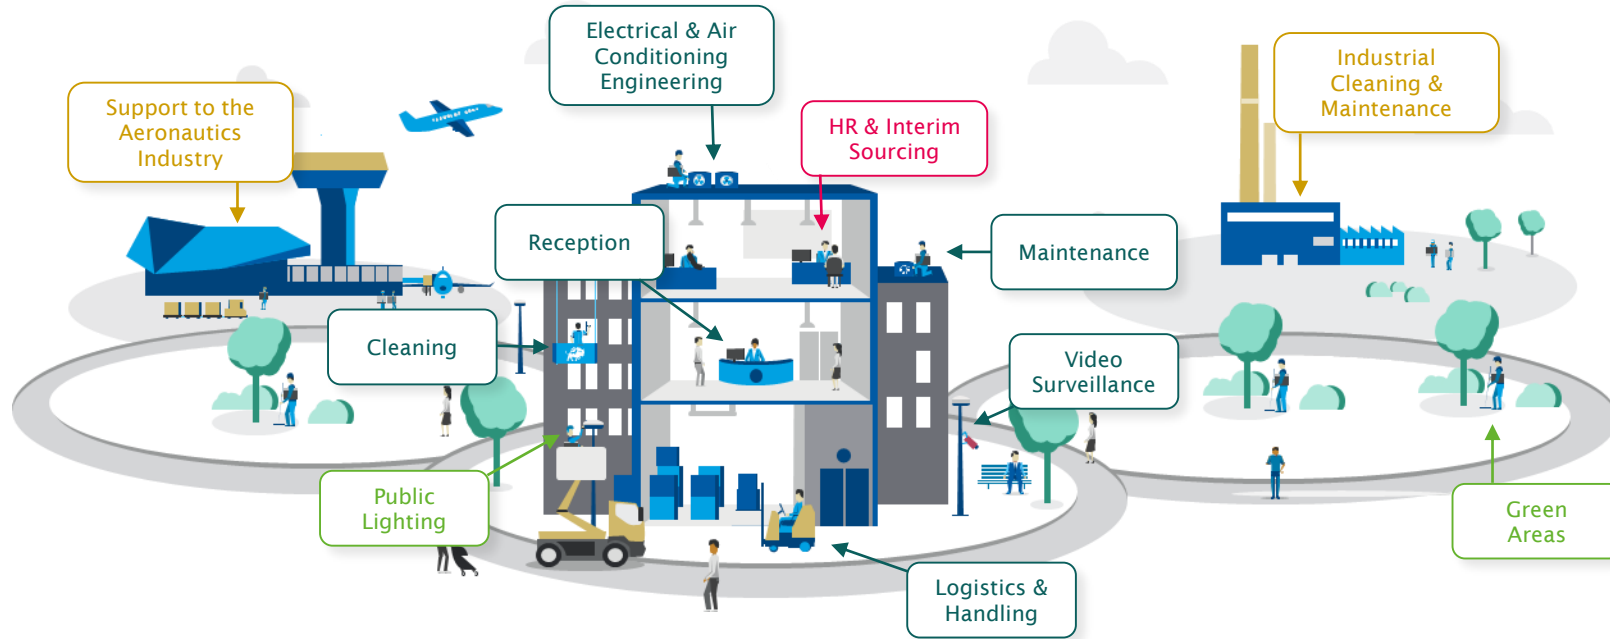 Electrical & Air
Conditioning
Engineering
Industrial
Cleaning &
Maintenance
Support to the
Aeronautics
Industry
HR & Interim
Sourcing
Reception
Maintenance
Cleaning
Video
Surveillance
Public
Lighting
Green
Areas
Logistics &
Handling